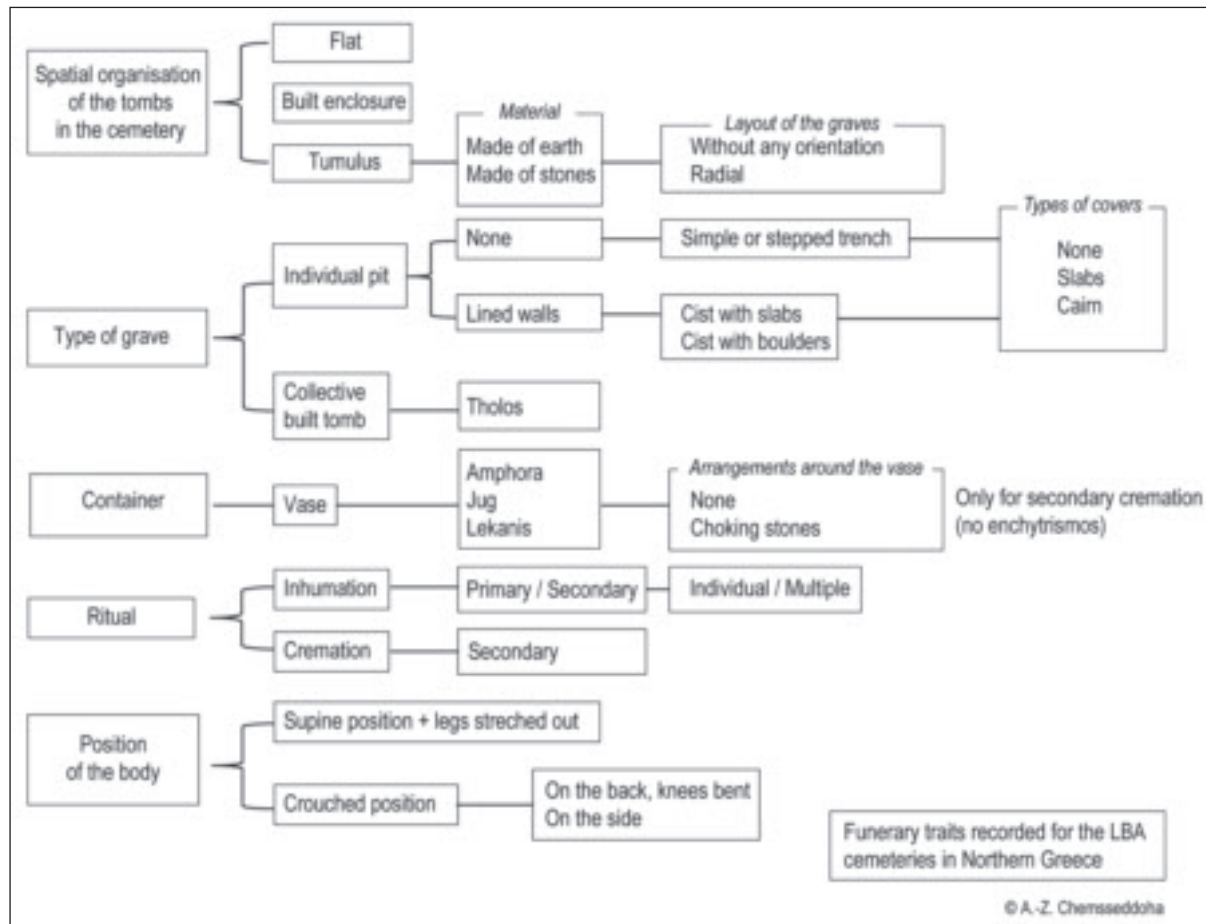 Spatial organisation
of the tombs
in the cemetery
Flat
Built enclosure
Tumulus
Material
Made of earth
Made of stones
Layout of the graves
Without any orientation
Radial
Type of grave
Individual pit
None
Simple or stepped trench
Types of covers
None
Slabs
Cairn
Lined walls
Cist with slabs
Cist with boulders
Collective
built tomb
Tholos
Container
Vase
Amphora
Jug
Lekanis
Arrangements around the vase
None
Choking stones
Only for secondary cremation
(no enchytrismos)
Ritual
Inhumation
Primary / Secondary
Individual / Multiple
Cremation
Secondary
Position
of the body
Supine position + legs streched out
Crouched position
On the back, knees bent
On the side
Funerary traits recorded for the LBA
cemeteries in Northern Greece
© A.-Z. Chemsseddoha